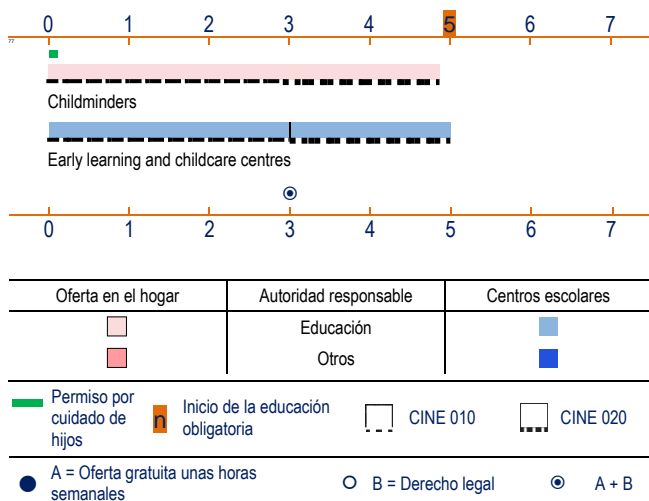 0 1 2 3 4 5 6 7
77
Childminders
Early learning and childcare centres
0 1 2 3 4 5 6 7
Oferta en el hogar Autoridad responsable Centros escolares
Educación
Otros
Permiso por
cuidado de
hijos
n Inicio de la educación
obligatoria
CINE 010 CINE 020
A = Oferta gratuita unas horas
semanales
B = Derecho legal A + B